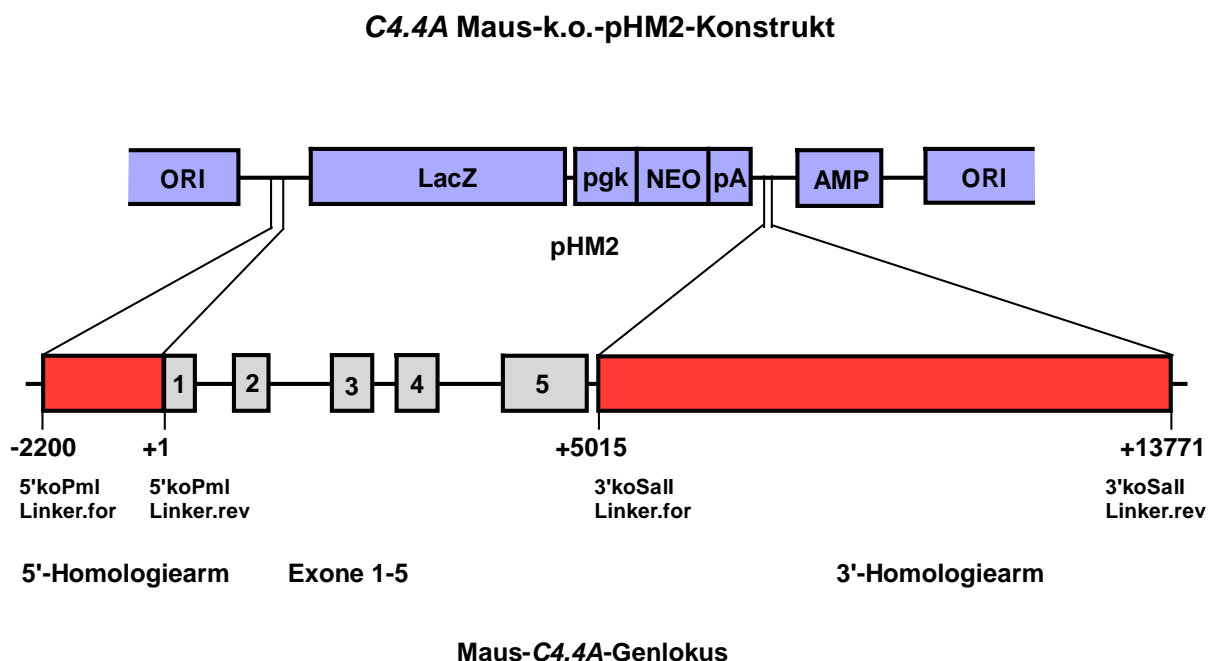 C4.4A Maus-k.o.-pHM2-Konstrukt
ORI LacZ pgk NEO pA AMP ORI
pHM2
1 2 3 4 5
-2200 +1 +5015 +13771
5'koPmlI 5'koPmlI 3'koSalI 3'koSalI
Linker.for Linker.rev Linker.for Linker.rev
5'-Homologiearm Exone 1-5 3'-Homologiearm
Maus-C4.4A-Genlokus